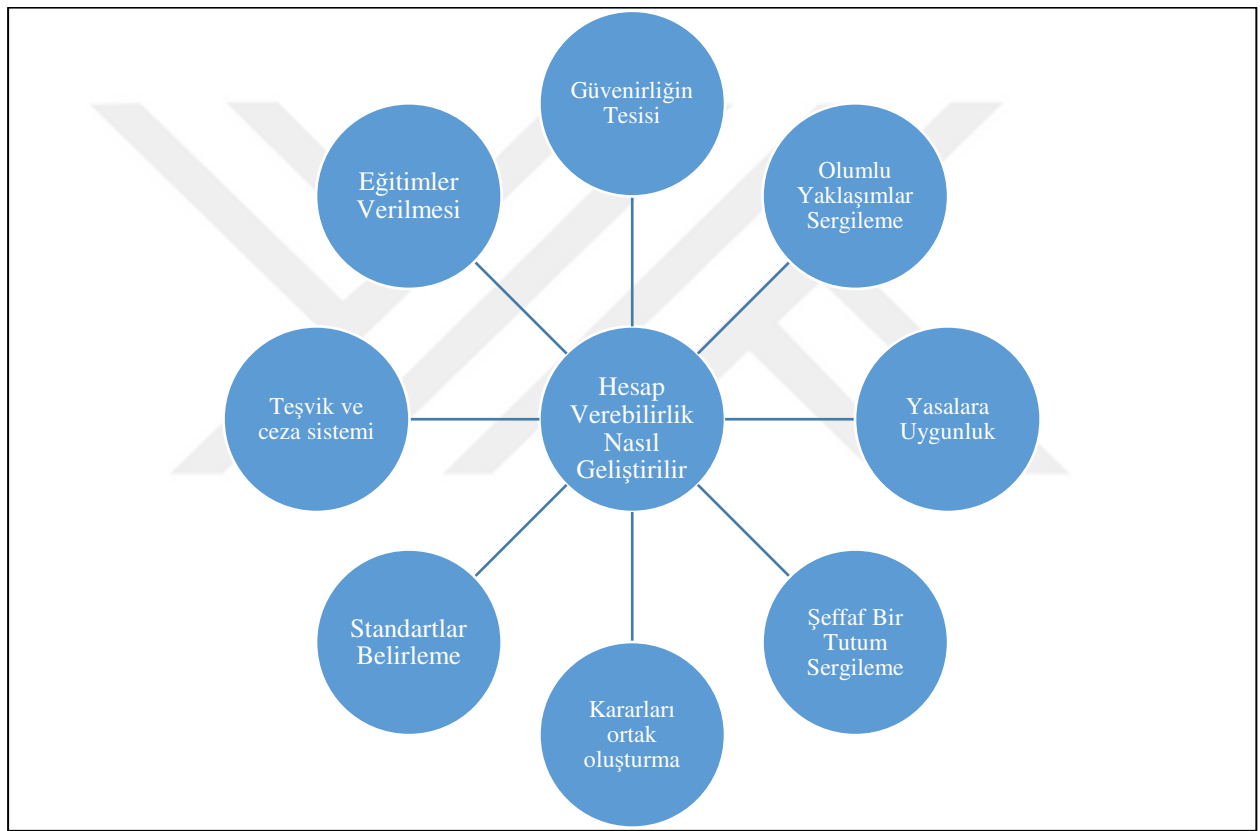 Güvenirliğin
Tesisi
Olumlu
Yaklaşımlar
Sergileme
Yasalara
Uygunluk
Şeffaf Bir
Tutum
Sergileme
Kararları
ortak
oluşturma
Standartlar
Belirleme
Teşvik ve
ceza sistemi
Eğitimler
Verilmesi
Hesap
Verebilirlik
Nasıl
Geliştirilir